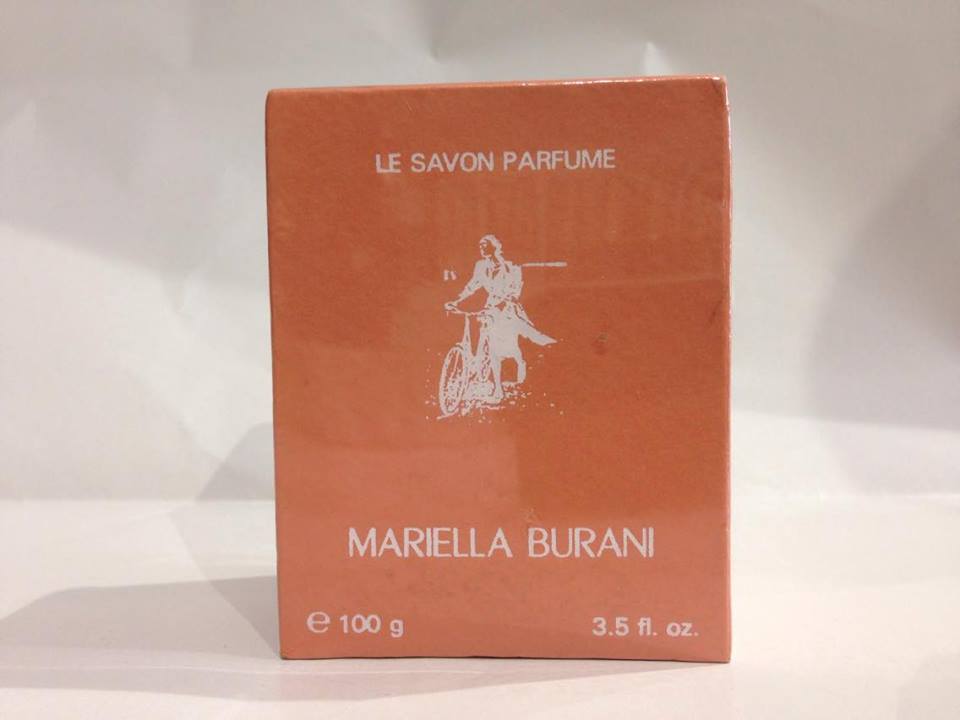 LE SAVON PARFUME
MARIELLA BURANI
℮ 100 g
3.5 fl. oz.